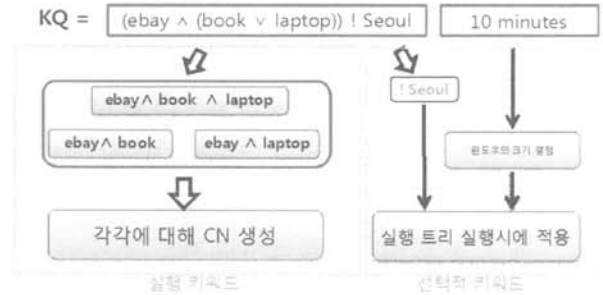 KQ = (ebay ∧ (book ∨ laptop)) ! Seoul 10 minutes
! Seoul
ebay ∧ book ∧ laptop
ebay ∧ book ebay ∧ laptop
윈도우의 크기 결정
각각에 대해 CN 생성
실행 트리 실행시에 적용
실행 키워드 선택적 키워드